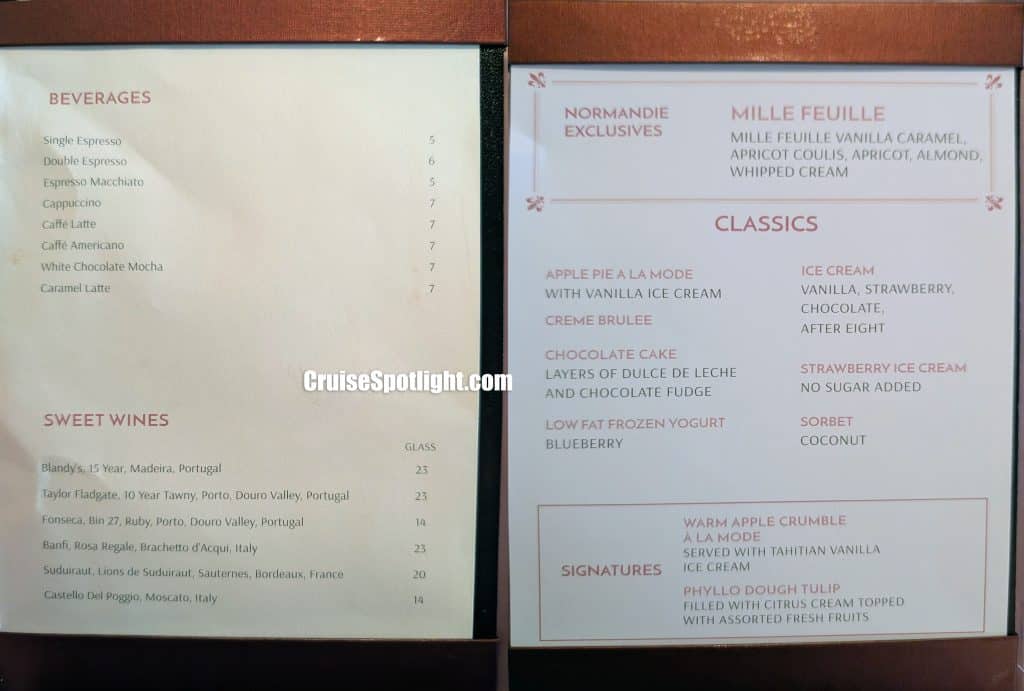 BEVERAGES
Single Espresso 5
Double Espresso 6
Espresso Macchiato 5
Cappuccino 7
Caffé Latte 7
Caffé Americano 7
White Chocolate Mocha 7
Caramel Latte 7
CruiseSpotlight.com
SWEET WINES
GLASS
Blandy's, 15 Year, Madeira, Portugal 23
Taylor Fladgate, 10 Year Tawny, Porto, Douro Valley, Portugal 23
Fonseca, Bin 27, Ruby, Porto, Douro Valley, Portugal 14
Banfi, Rosa Regale, Brachetto d'Acqui, Italy 23
Suduiraut, Lions de Suduiraut, Sauternes, Bordeaux, France 20
Castello Del Poggio, Moscato, Italy 14
NORMANDIE
EXCLUSIVES
MILLE FEUILLE
MILLE FEUILLE VANILLA CARAMEL,
APRICOT COULIS, APRICOT, ALMOND,
WHIPPED CREAM
CLASSICS
APPLE PIE A LA MODE
WITH VANILLA ICE CREAM
CREME BRULEE
CHOCOLATE CAKE
LAYERS OF DULCE DE LECHE
AND CHOCOLATE FUDGE
LOW FAT FROZEN YOGURT
BLUEBERRY
ICE CREAM
VANILLA, STRAWBERRY,
CHOCOLATE,
AFTER EIGHT
STRAWBERRY ICE CREAM
NO SUGAR ADDED
SORBET
COCONUT
SIGNATURES
WARM APPLE CRUMBLE
À LA MODE
SERVED WITH TAHITIAN VANILLA
ICE CREAM
PHYLLO DOUGH TULIP
FILLED WITH CITRUS CREAM TOPPED
WITH ASSORTED FRESH FRUITS